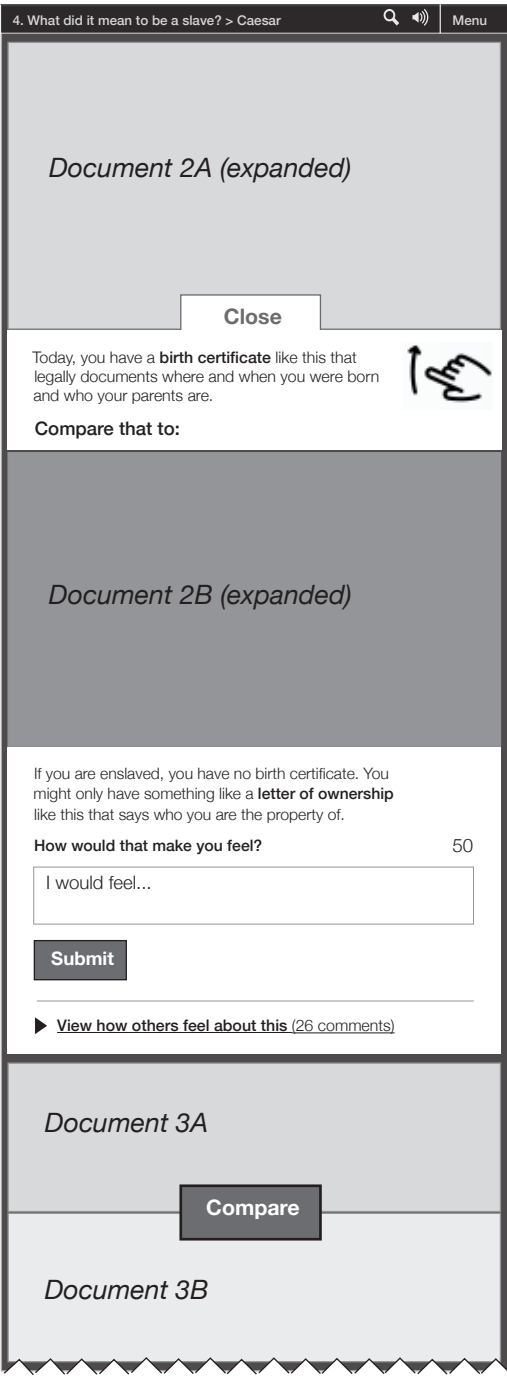 4. What did it mean to be a slave? > Caesar
Menu
Document 2A (expanded)
Close
Today, you have a birth certificate like this that
legally documents where and when you were born
and who your parents are.
Compare that to:
Document 2B (expanded)
If you are enslaved, you have no birth certificate. You
might only have something like a letter of ownership
like this that says who you are the property of.
How would that make you feel? 50
I would feel...
Submit
View how others feel about this (26 comments)
Document 3A
Compare
Document 3B